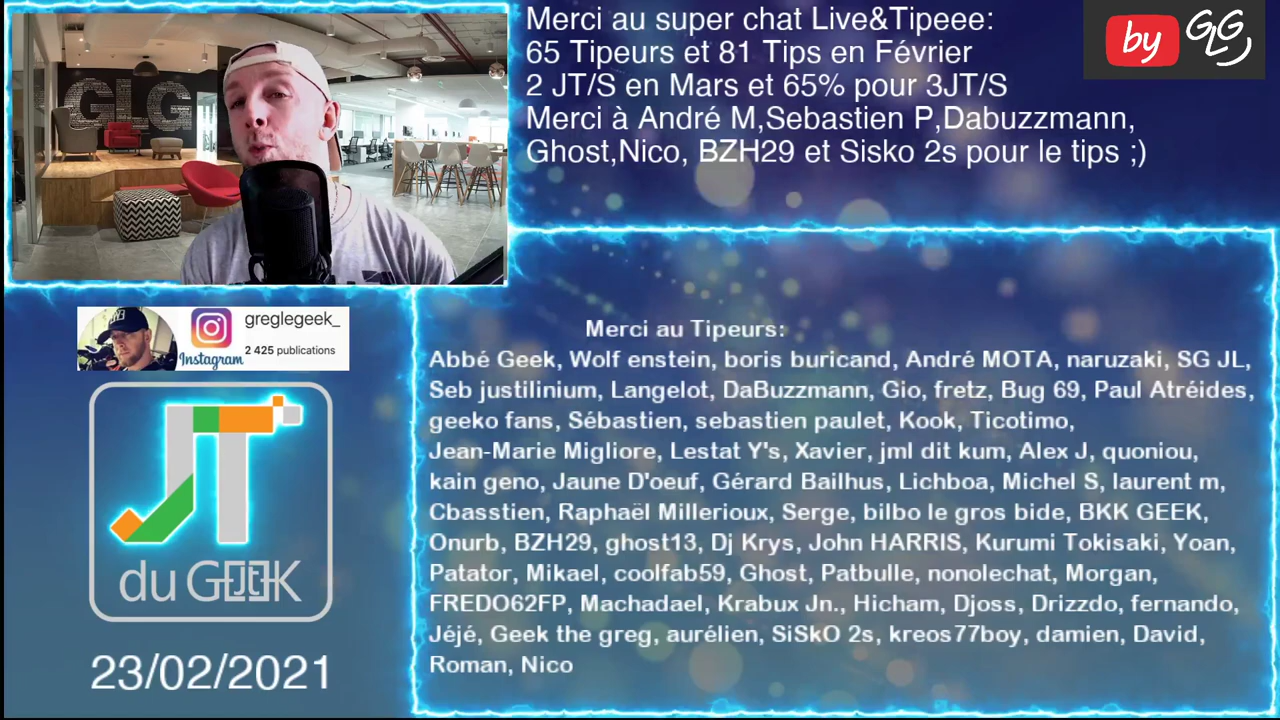 Merci au super chat Live&Tipeee:
65 Tipeurs et 81 Tips en Février
2 JT/S en Mars et 65% pour 3JT/S
Merci à André M,Sebastien P,Dabuzzmann,
Ghost,Nico, BZH29 et Sisko 2s pour le tips ;)
by GLG
GLG
greglegeek_
Instagram
2 425 publications
JT
du GEEK
23/02/2021
Merci au Tipeurs:
Abbé Geek, Wolf enstein, boris buricand, André MOTA, naruzaki, SG JL,
Seb justilinium, Langelot, DaBuzzmann, Gio, fretz, Bug 69, Paul Atréides,
geeko fans, Sébastien, sebastien paulet, Kook, Ticotimo,
Jean-Marie Migliore, Lestat Y's, Xavier, jml dit kum, Alex J, quoniou,
kain geno, Jaune D'oeuf, Gérard Bailhus, Lichboa, Michel S, laurent m,
Cbasstien, Raphaël Millerioux, Serge, bilbo le gros bide, BKK GEEK,
Onurb, BZH29, ghost13, Dj Krys, John HARRIS, Kurumi Tokisaki, Yoan,
Patator, Mikael, coolfab59, Ghost, Patbulle, nonolechat, Morgan,
FREDO62FP, Machadael, Krabux Jn., Hicham, Djoss, Drizzdo, fernando,
Jéjé, Geek the greg, aurélien, SiSkO 2s, kreos77boy, damien, David,
Roman, Nico